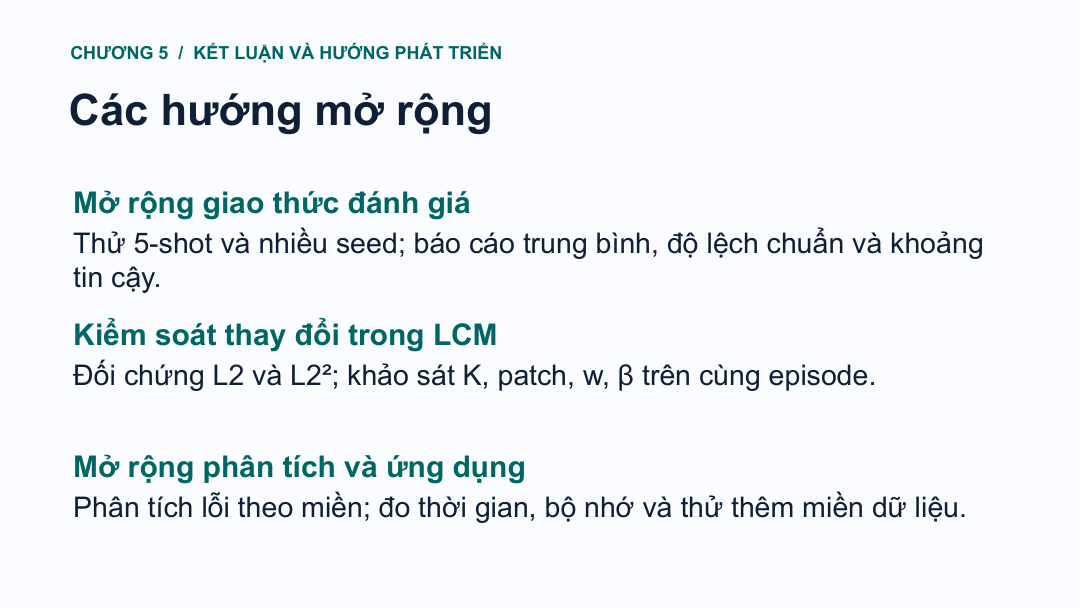 CHƯƠNG 5 / KẾT LUẬN VÀ HƯỚNG PHÁT TRIỂN
Các hướng mở rộng
Mở rộng giao thức đánh giá
Thử 5-shot và nhiều seed; báo cáo trung bình, độ lệch chuẩn và khoảng
tin cậy.
Kiểm soát thay đổi trong LCM
Đối chứng L2 và L2²; khảo sát K, patch, w, β trên cùng episode.
Mở rộng phân tích và ứng dụng
Phân tích lỗi theo miền; đo thời gian, bộ nhớ và thử thêm miền dữ liệu.